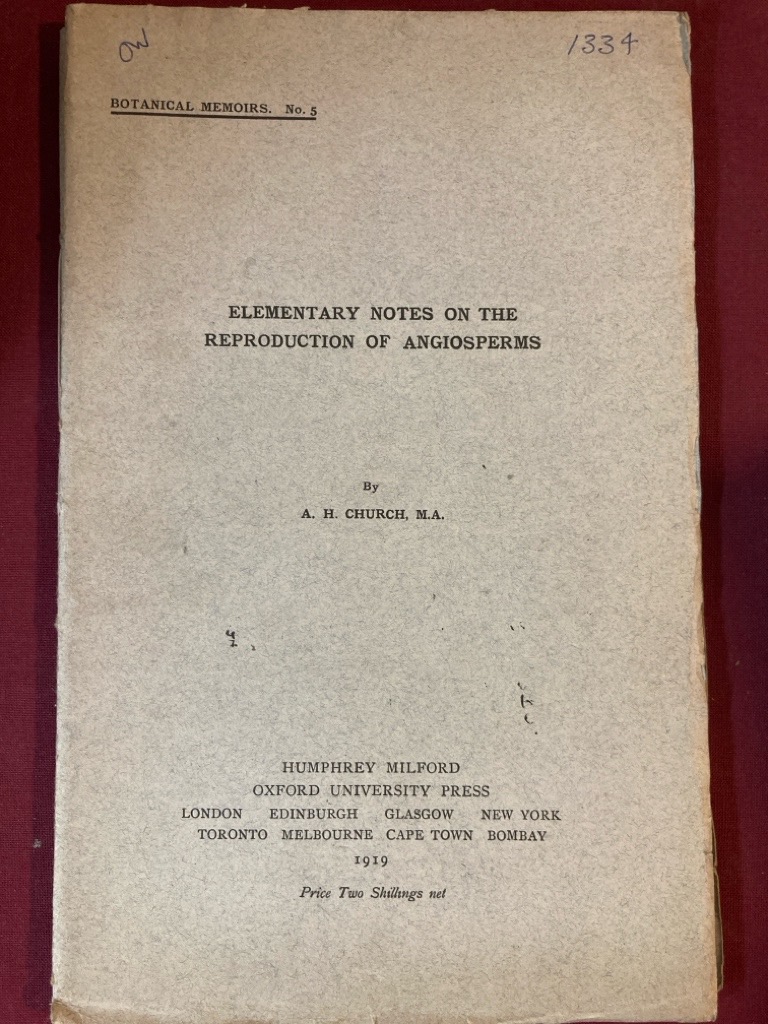 OW
1334
BOTANICAL MEMOIRS. No. 5
ELEMENTARY NOTES ON THE
REPRODUCTION OF ANGIOSPERMS
By
A. H. CHURCH, M.A.
HUMPHREY MILFORD
OXFORD UNIVERSITY PRESS
LONDON EDINBURGH GLASGOW NEW YORK
TORONTO MELBOURNE CAPE TOWN BOMBAY
1919
Price Two Shillings net